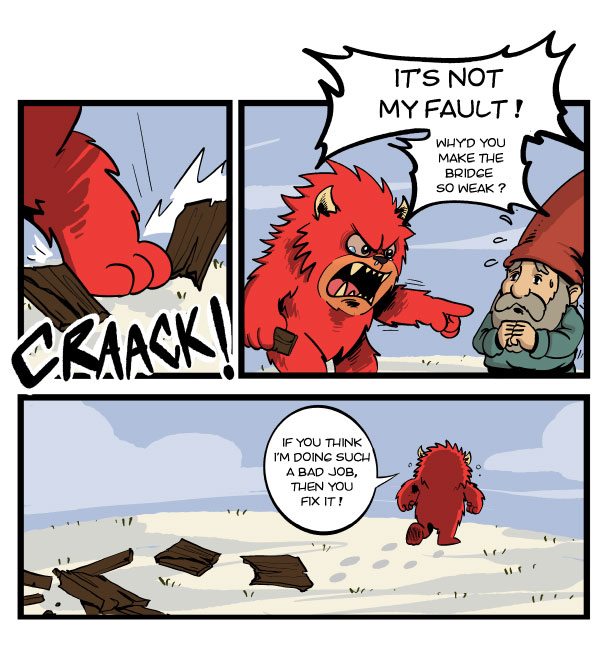 CRAACK!
IT'S NOT
MY FAULT!
WHY'D YOU
MAKE THE
BRIDGE
SO WEAK?
IF YOU THINK
I'M DOING SUCH
A BAD JOB,
THEN YOU
FIX IT!